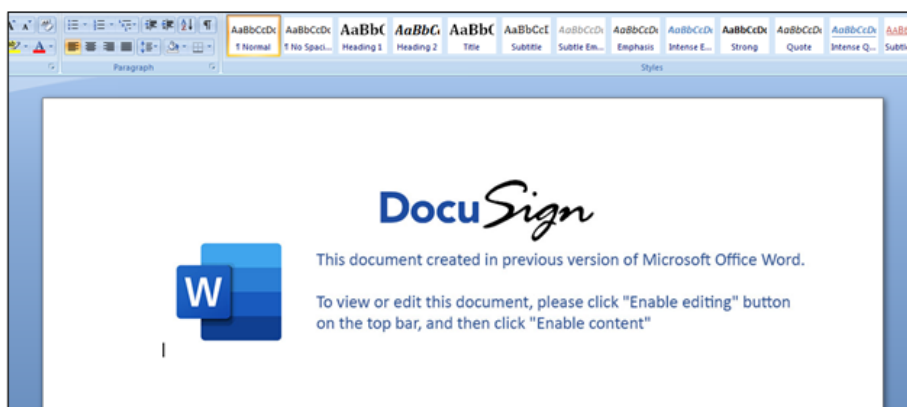 AaBbCcDc AaBbCcDc AaBbC AaBbC AaBbC AaBbCcI AaBbCcDc AaBbCcDc AaBbCcDc AaBbCcDc AaBbCcDc AaBbCcDc AaBb
¶ Normal ¶ No Spaci... Heading 1 Heading 2 Title Subtitle Subtle Em... Emphasis Intense E... Strong Quote Intense Q... Subtl
Paragraph Styles
DocuSign
W
This document created in previous version of Microsoft Office Word.
To view or edit this document, please click "Enable editing" button
on the top bar, and then click "Enable content"